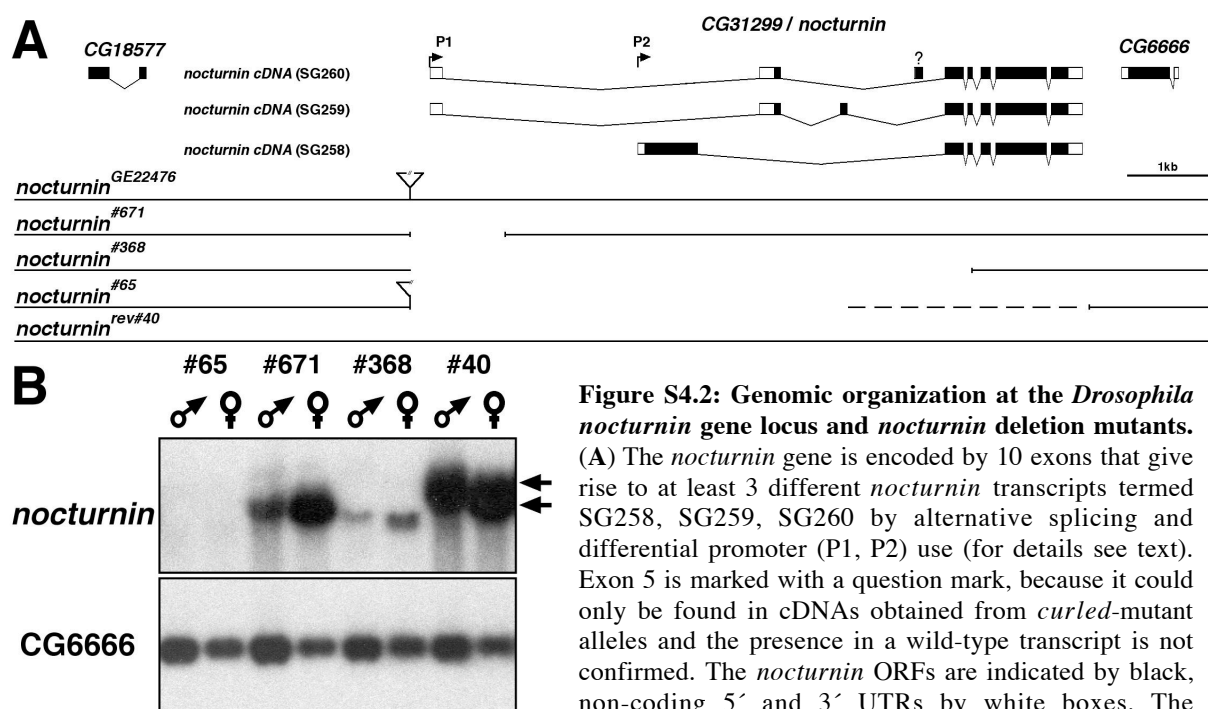 A
CG31299 / nocturnin
CG18577
P1
P2
CG6666
?
nocturnin cDNA (SG260)
nocturnin cDNA (SG259)
nocturnin cDNA (SG258)
1kb
nocturnin GE22476
nocturnin #671
nocturnin #368
nocturnin #65
nocturnin rev#40
B
#65 #671 #368 #40
♂ ♀ ♂ ♀ ♂ ♀ ♂ ♀
nocturnin
CG6666
Figure S4.2: Genomic organization at the Drosophila
nocturnin gene locus and nocturnin deletion mutants.
(A) The nocturnin gene is encoded by 10 exons that give
rise to at least 3 different nocturnin transcripts termed
SG258, SG259, SG260 by alternative splicing and
differential promoter (P1, P2) use (for details see text).
Exon 5 is marked with a question mark, because it could
only be found in cDNAs obtained from curled-mutant
alleles and the presence in a wild-type transcript is not
confirmed. The nocturnin ORFs are indicated by black,
non-coding 5´ and 3´ UTRs by white boxes. The